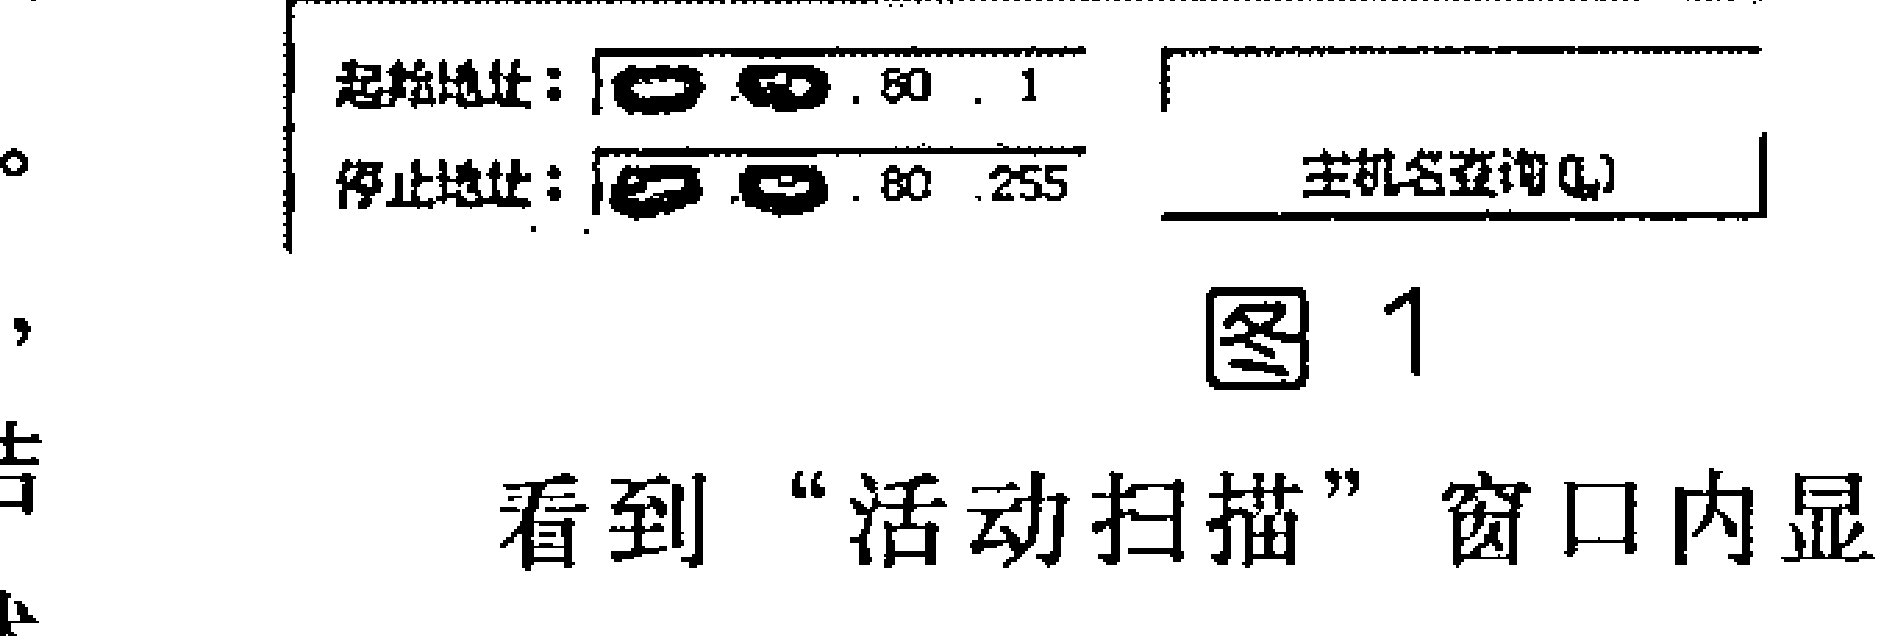 起始地址： . .80 .1
停止地址： . .80 .255
主机名查询(L)
图 1
看到“活动扫描”窗口内显
。
，